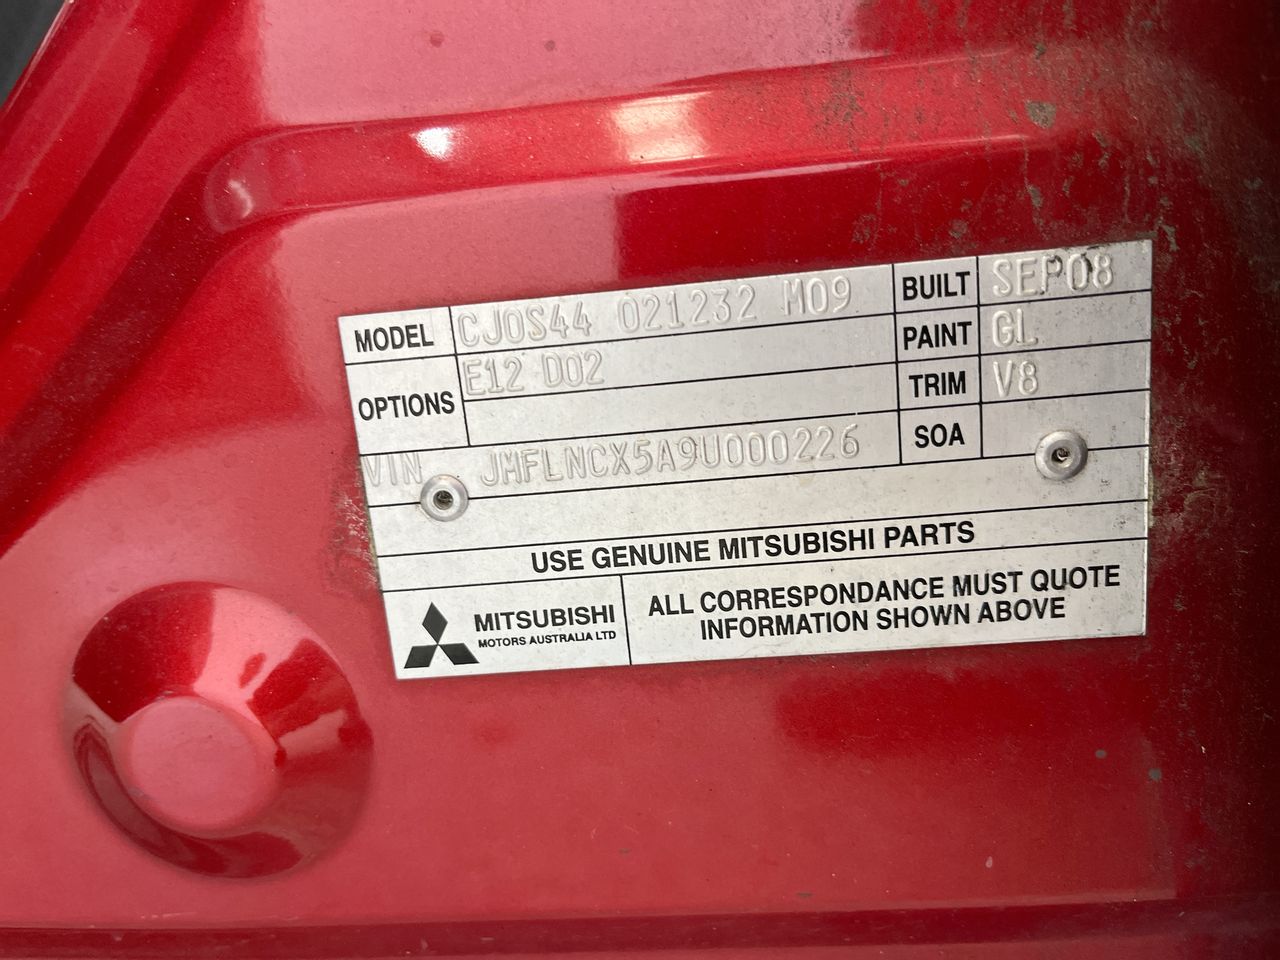 MODEL CJOS44 021232 M09 BUILT SEP08
OPTIONS E12 D02 PAINT GL
TRIM V8
VIN JMFLNCX5A9U000226 SOA
USE GENUINE MITSUBISHI PARTS
MITSUBISHI
MOTORS AUSTRALIA LTD
ALL CORRESPONDANCE MUST QUOTE
INFORMATION SHOWN ABOVE